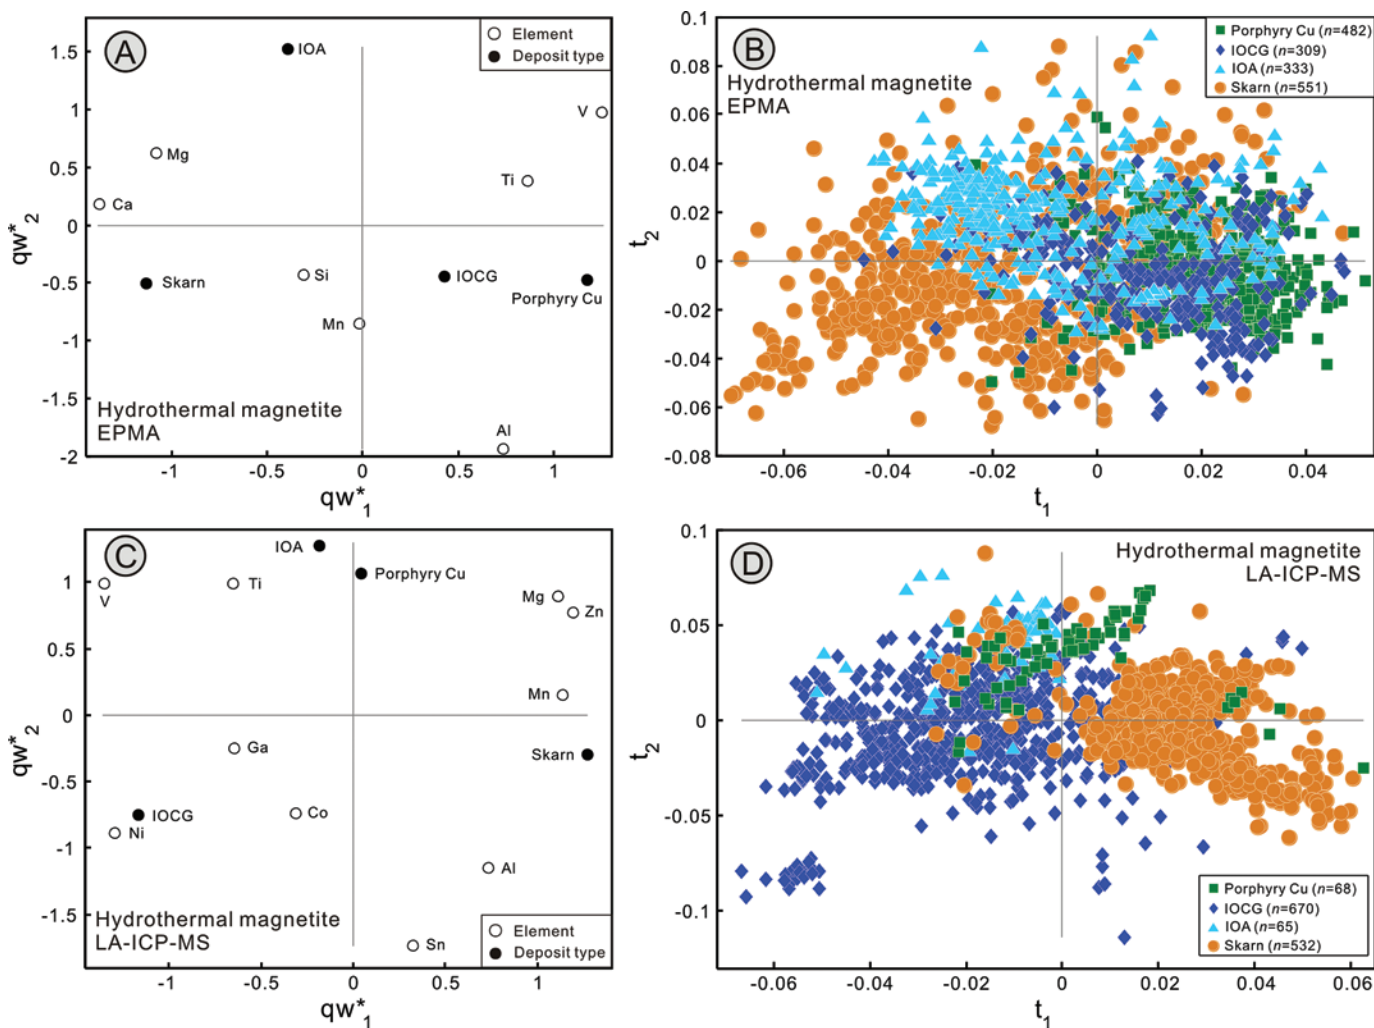 A
IOA
Element
Deposit type
V
Mg
Ti
Ca
Skarn
Si
IOCG
Porphyry Cu
Mn
Al
Hydrothermal magnetite
EPMA
1.5
1
0.5
0
-0.5
-1
-1.5
-2
qw*2
-1
-0.5
0
0.5
1
qw*1
B
Hydrothermal magnetite
EPMA
Porphyry Cu (n=482)
IOCG (n=309)
IOA (n=333)
Skarn (n=551)
0.1
0.08
0.06
0.04
0.02
0
-0.02
-0.04
-0.06
-0.08
t2
-0.06
-0.04
-0.02
0
0.02
0.04
t1
C
IOA
Porphyry Cu
V
Ti
Mg
Zn
Mn
Ga
Skarn
IOCG
Ni
Co
Al
Sn
Hydrothermal magnetite
LA-ICP-MS
Element
Deposit type
1
0.5
0
-0.5
-1
-1.5
qw*2
-1
-0.5
0
0.5
1
qw*1
D
Hydrothermal magnetite
LA-ICP-MS
Porphyry Cu (n=68)
IOCG (n=670)
IOA (n=65)
Skarn (n=532)
0.1
0.05
0
-0.05
-0.1
t2
-0.06
-0.04
-0.02
0
0.02
0.04
0.06
t1